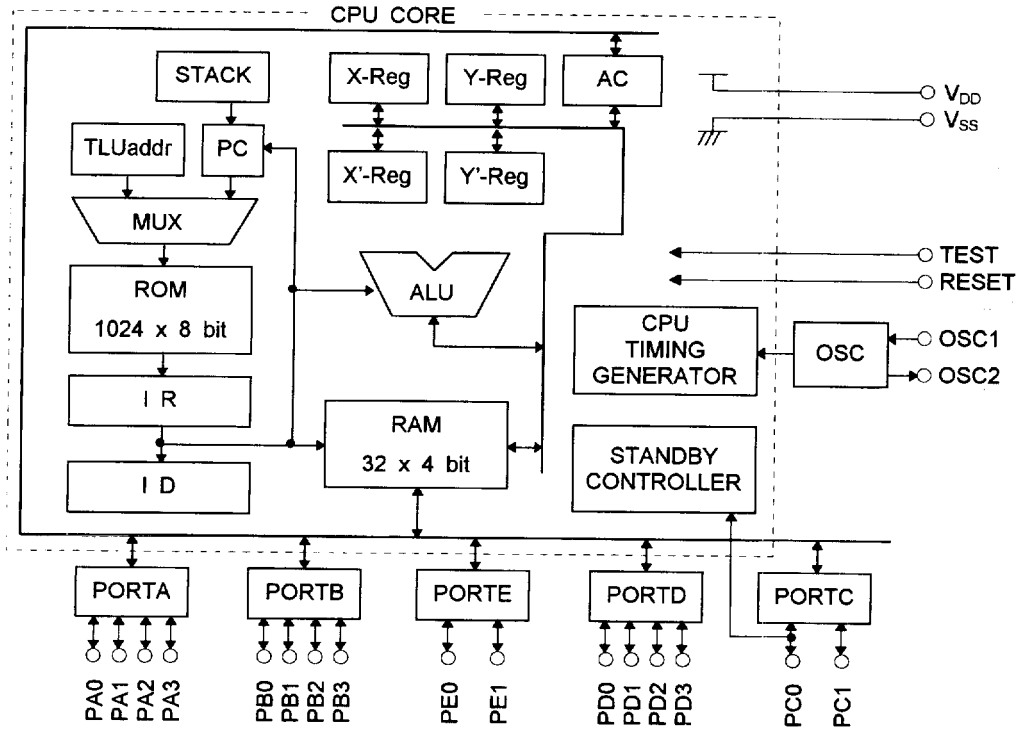 CPU CORE
STACK
X-Reg
Y-Reg
AC
VDD
VSS
TLUaddr
PC
X'-Reg
Y'-Reg
MUX
TEST
RESET
ROM
1024 x 8 bit
ALU
CPU
TIMING
GENERATOR
OSC
OSC1
OSC2
I R
RAM
32 x 4 bit
STANDBY
CONTROLLER
I D
PORTA
PORTB
PORTE
PORTD
PORTC
PA0
PA1
PA2
PA3
PB0
PB1
PB2
PB3
PE0
PE1
PD0
PD1
PD2
PD3
PC0
PC1